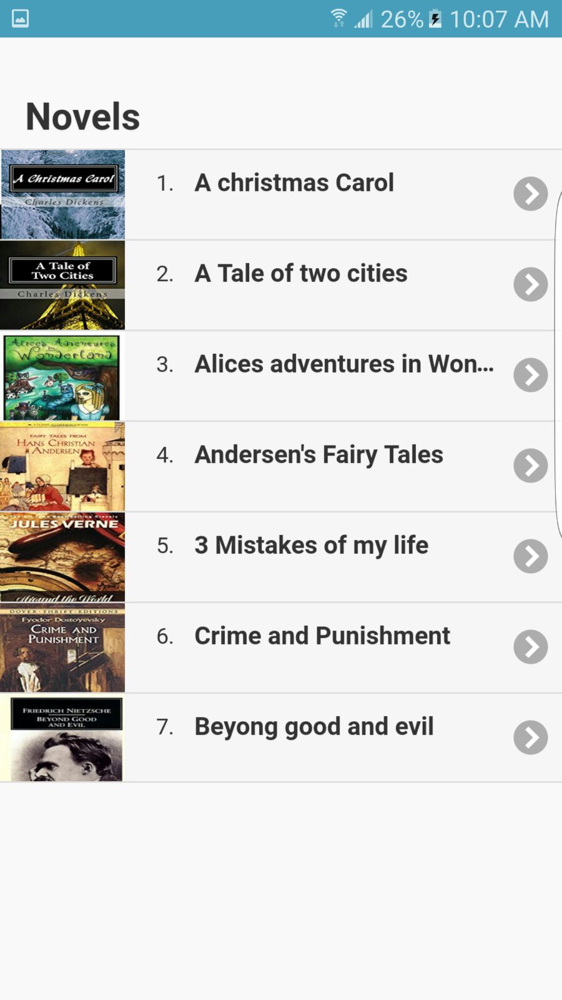 26% 10:07 AM
Novels
A Christmas Carol
Charles Dickens
1. A christmas Carol
A Tale of
Two Cities
Charles Dickens
2. A Tale of two cities
Alices Adventures
in
Wonderland
3. Alices adventures in Won...
FAIRY TALES FROM
HANS CHRISTIAN
ANDERSEN
4. Andersen's Fairy Tales
JULES VERNE
Around the World
5. 3 Mistakes of my life
DOVER·THRIFT·EDITIONS
Fyodor Dostoyevsky
CRIME AND
PUNISHMENT
6. Crime and Punishment
FRIEDRICH NIETZSCHE
BEYOND GOOD
AND EVIL
7. Beyong good and evil